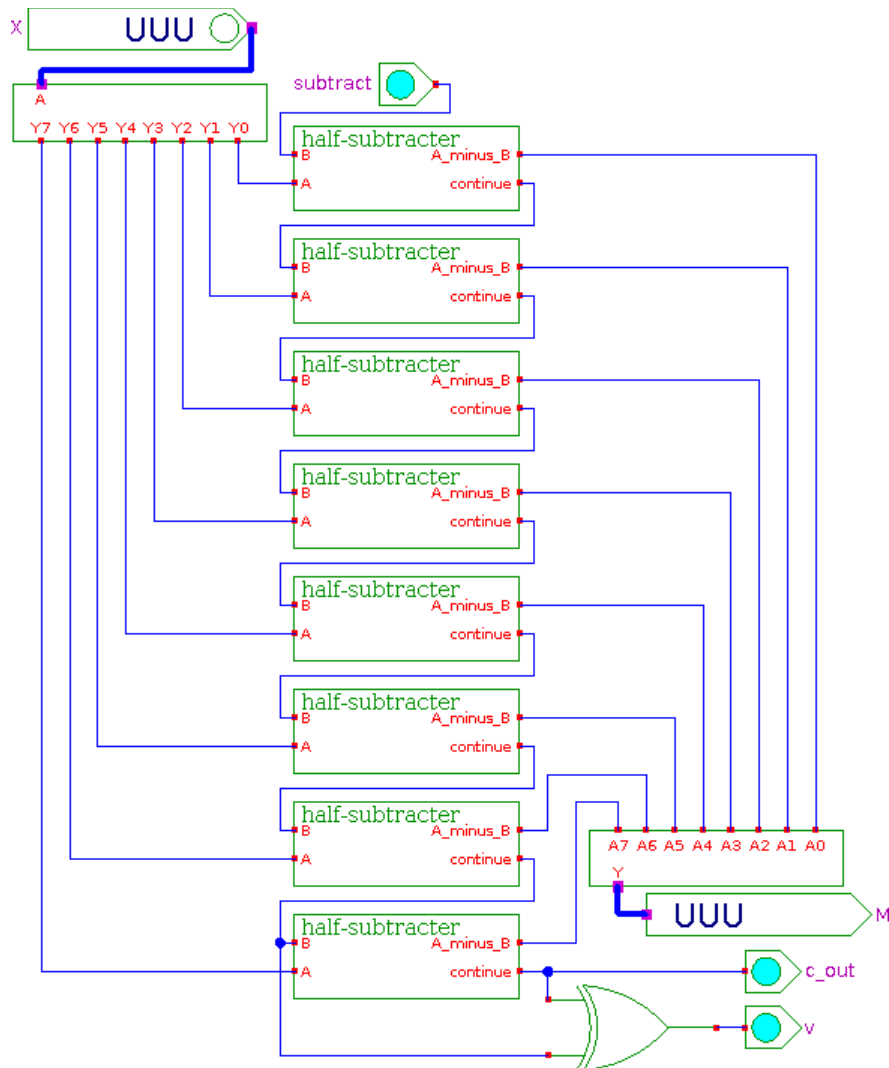 X UUU
A
Y7 Y6 Y5 Y4 Y3 Y2 Y1 Y0
subtract
half-subtracter
B A_minus_B
A continue
half-subtracter
B A_minus_B
A continue
half-subtracter
B A_minus_B
A continue
half-subtracter
B A_minus_B
A continue
half-subtracter
B A_minus_B
A continue
half-subtracter
B A_minus_B
A continue
half-subtracter
B A_minus_B
A continue
half-subtracter
B A_minus_B
A continue
A7 A6 A5 A4 A3 A2 A1 A0
Y
UUU M
c_out
v